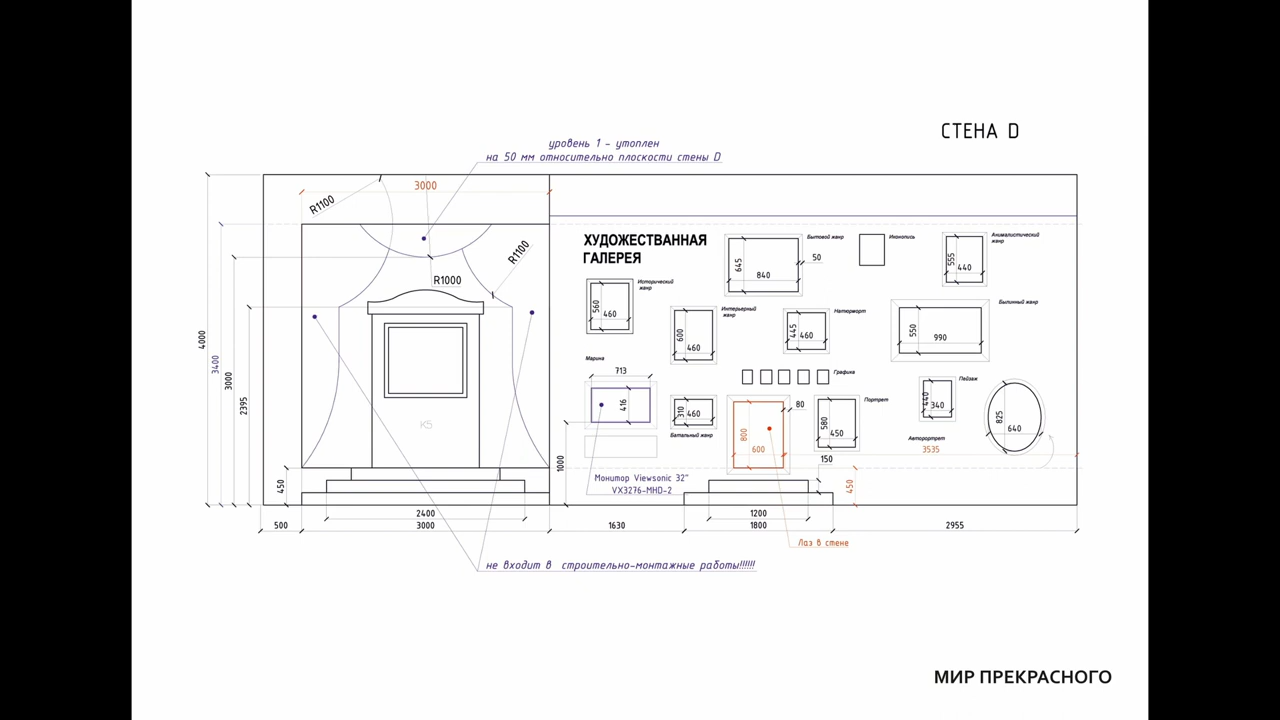 СТЕНА D
уровень 1 - утоплен
на 50 мм относительно плоскости стены D
3000
R1100
R1100
R1000
ХУДОЖЕСТВАННАЯ
ГАЛЕРЕЯ
Бытовой жанр
Иконопись
Анималистический
жанр
645
840
50
555
440
Исторический
жанр
560
460
Интерьерный
жанр
600
460
Натюрморт
445
460
Былинный жанр
550
990
4000
3400
3000
2395
Марина
713
416
Графика
310
460
Батальный жанр
800
600
80
Портрет
580
450
Пейзаж
440
340
Авторортрет
825
640
3535
K5
450
1000
150
450
Монитор Viewsonic 32"
VX3276-MHD-2
2400
1200
500
3000
1630
1800
2955
Лаз в стене
не входит в строительно-монтажные работы!!!!!!
МИР ПРЕКРАСНОГО